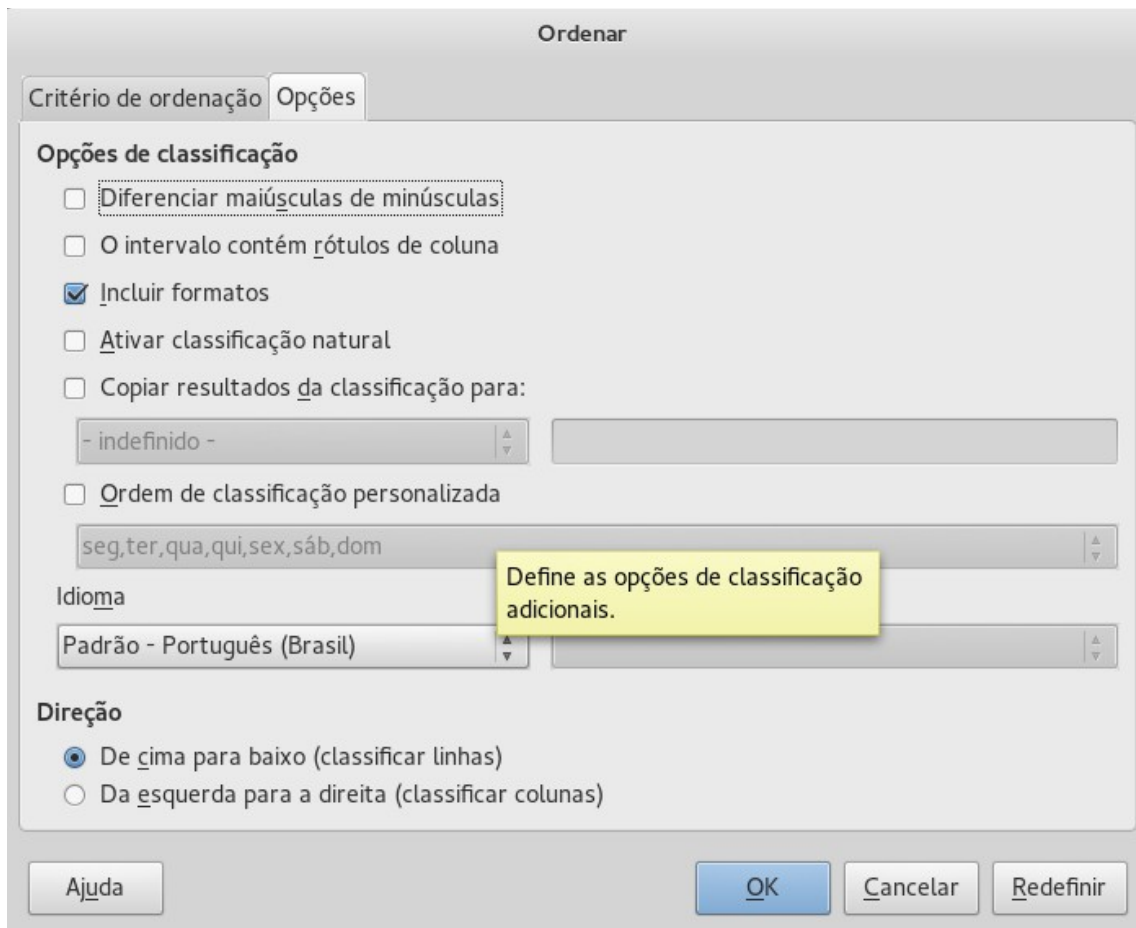 Ordenar
Critério de ordenação
Opções
Opções de classificação
Diferenciar maiúsculas de minúsculas
O intervalo contém rótulos de coluna
Incluir formatos
Ativar classificação natural
Copiar resultados da classificação para:
- indefinido -
Ordem de classificação personalizada
seg,ter,qua,qui,sex,sáb,dom
Define as opções de classificação
adicionais.
Idioma
Padrão - Português (Brasil)
Direção
De cima para baixo (classificar linhas)
Da esquerda para a direita (classificar colunas)
Ajuda
OK
Cancelar
Redefinir